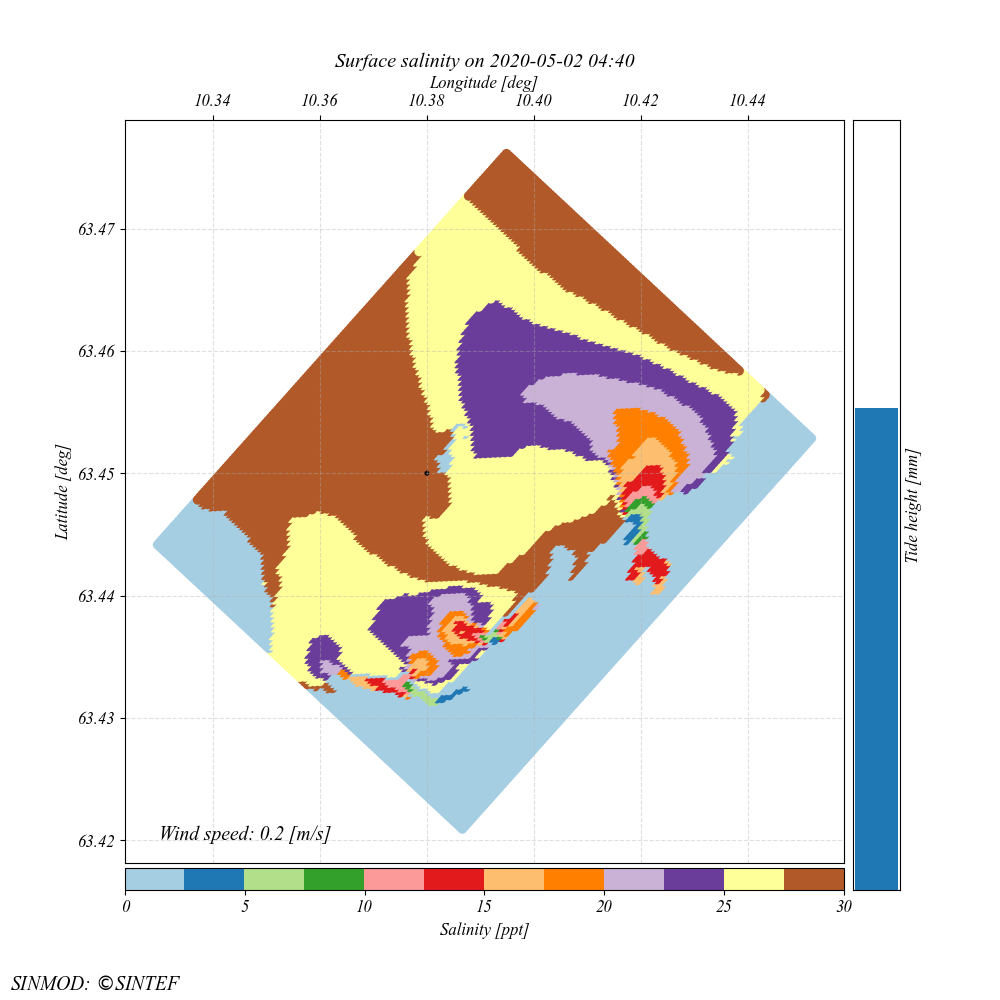 Surface salinity on 2020-05-02 04:40
Longitude [deg]
10.34 10.36 10.38 10.40 10.42 10.44
63.47
63.46
63.45
63.44
63.43
63.42
Latitude [deg]
Tide height [mm]
Wind speed: 0.2 [m/s]
0 5 10 15 20 25 30
Salinity [ppt]
SINMOD: ©SINTEF